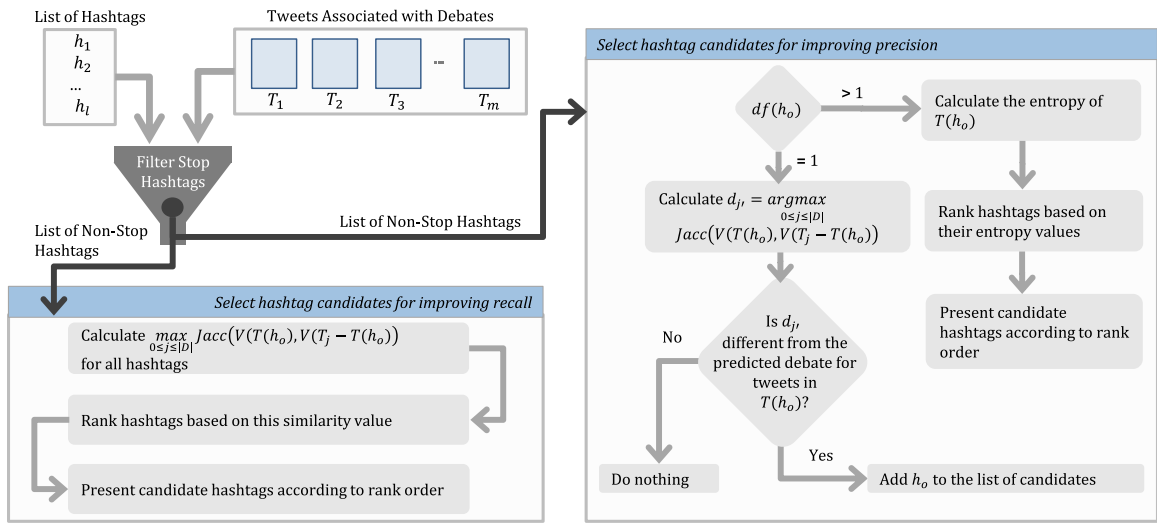 List of Hashtags
h₁
h₂
...
hₗ
Tweets Associated with Debates
T₁ T₂ T₃ ... Tₘ
Filter Stop
Hashtags
List of Non-Stop
Hashtags
List of Non-Stop Hashtags
Select hashtag candidates for improving recall
Calculate max Jacc(V(T(hₒ), V(Tⱼ − T(hₒ))
0≤j≤|D|
for all hashtags
Rank hashtags based on this similarity value
Present candidate hashtags according to rank order
Select hashtag candidates for improving precision
df(hₒ)
> 1
= 1
Calculate the entropy of
T(hₒ)
Rank hashtags based on
their entropy values
Present candidate
hashtags according to rank
order
Calculate dⱼ′ = argmax
0≤j≤|D|
Jacc(V(T(hₒ), V(Tⱼ − T(hₒ))
Is dⱼ′
different from the
predicted debate for
tweets in
T(hₒ)?
No
Yes
Do nothing
Add hₒ to the list of candidates